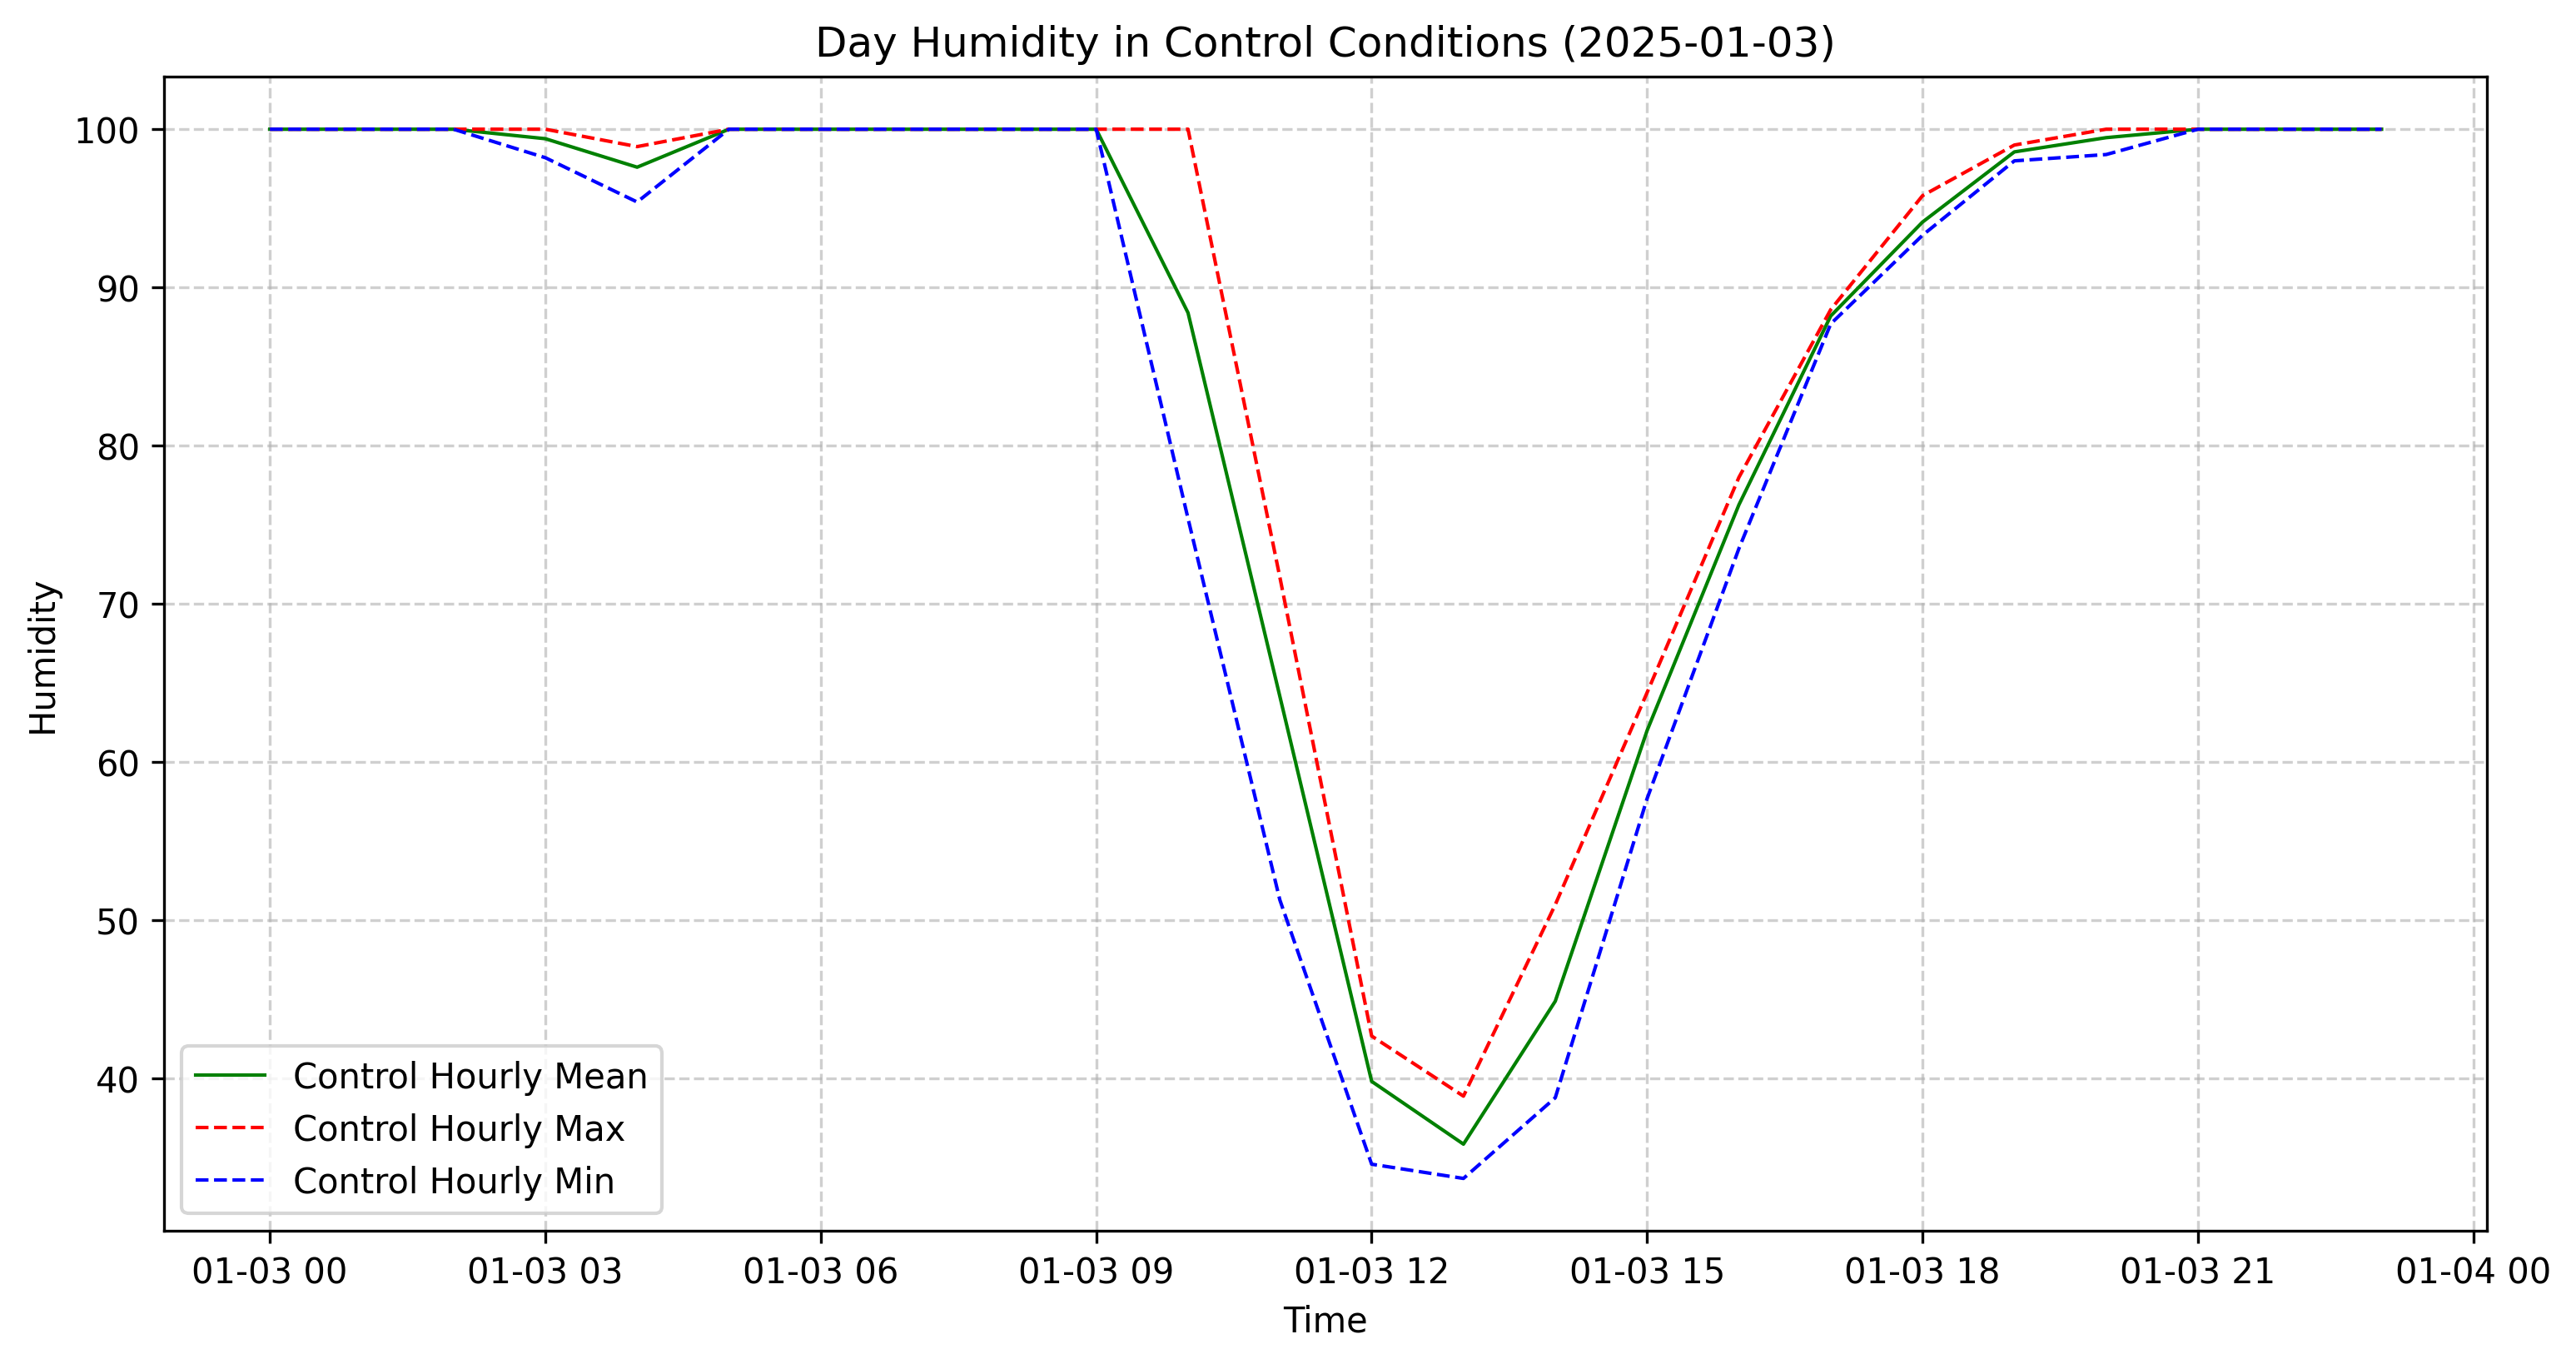 Day Humidity in Control Conditions (2025-01-03)
Humidity
100
90
80
70
60
50
40
Control Hourly Mean
Control Hourly Max
Control Hourly Min
01-03 00
01-03 03
01-03 06
01-03 09
01-03 12
01-03 15
01-03 18
01-03 21
01-04 00
Time